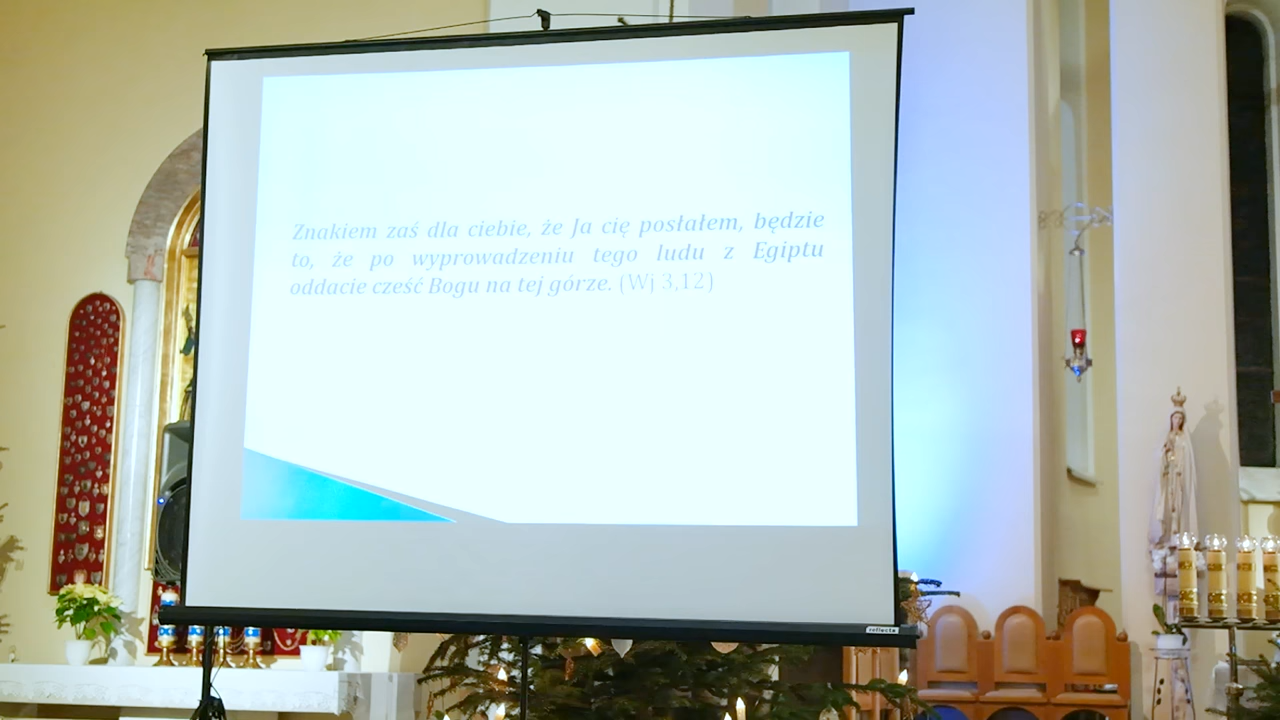 Znakiem zaś dla ciebie, że Ja cię posłałem, będzie
to, że po wyprowadzeniu tego ludu z Egiptu
oddacie cześć Bogu na tej górze. (Wj 3,12)
reflecta